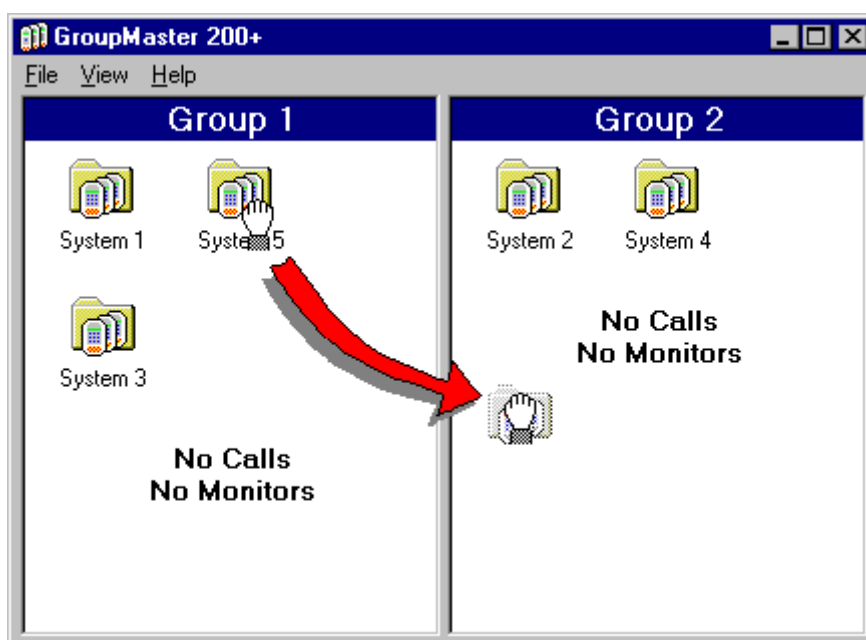 GroupMaster 200+
File View Help
Group 1
System 1
System 5
System 3
No Calls
No Monitors
Group 2
System 2
System 4
No Calls
No Monitors